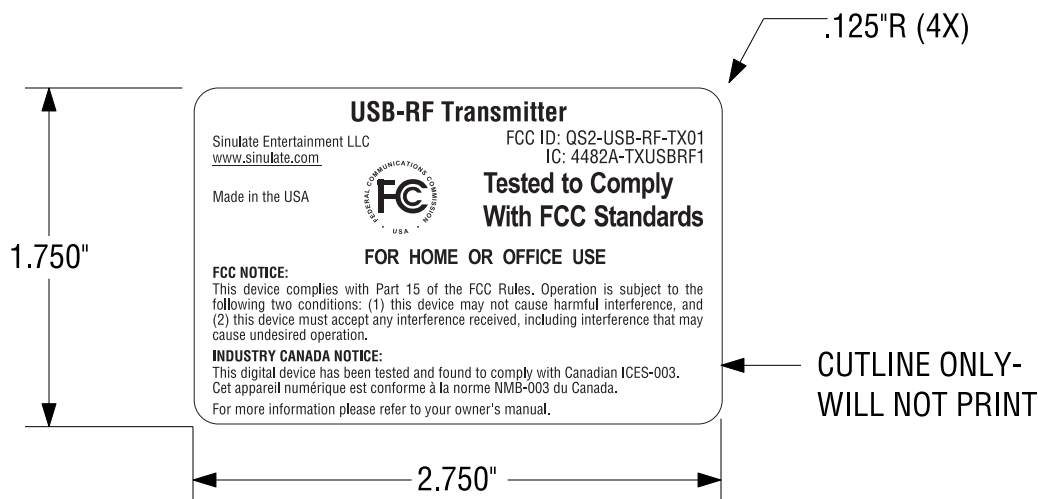 .125"R (4X)
USB-RF Transmitter
Sinulate Entertainment LLC
www.sinulate.com
FCC ID: QS2-USB-RF-TX01
IC: 4482A-TXUSBRF1
Made in the USA
FEDERAL COMMUNICATIONS COMMISSION
FCC
• USA •
Tested to Comply
With FCC Standards
1.750"
FOR HOME OR OFFICE USE
FCC NOTICE:
This device complies with Part 15 of the FCC Rules. Operation is subject to the
following two conditions: (1) this device may not cause harmful interference, and
(2) this device must accept any interference received, including interference that may
cause undesired operation.
INDUSTRY CANADA NOTICE:
This digital device has been tested and found to comply with Canadian ICES-003.
Cet appareil numérique est conforme à la norme NMB-003 du Canada.
For more information please refer to your owner's manual.
CUTLINE ONLY-
WILL NOT PRINT
2.750"